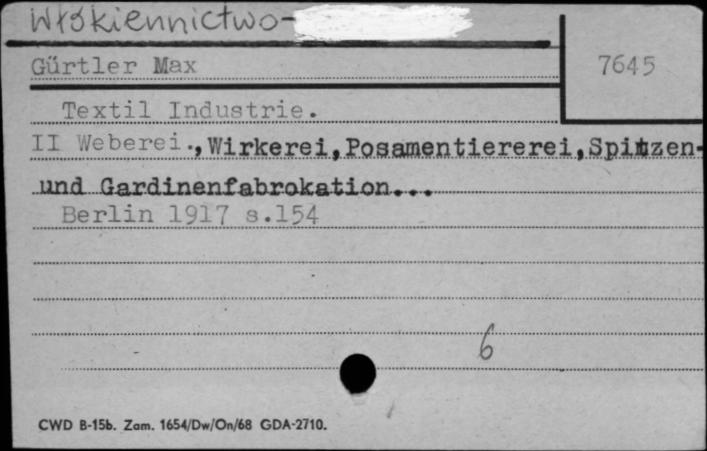 Włókiennictwo-
7645
Gürtler Max
Textil Industrie.
II Weberei.,Wirkerei,Posamentiererei,Spitzen-
und Gardinenfabrokation...
Berlin 1917 s.154
6
CWD B-15b. Zam. 1654/Dw/On/68 GDA-2710.